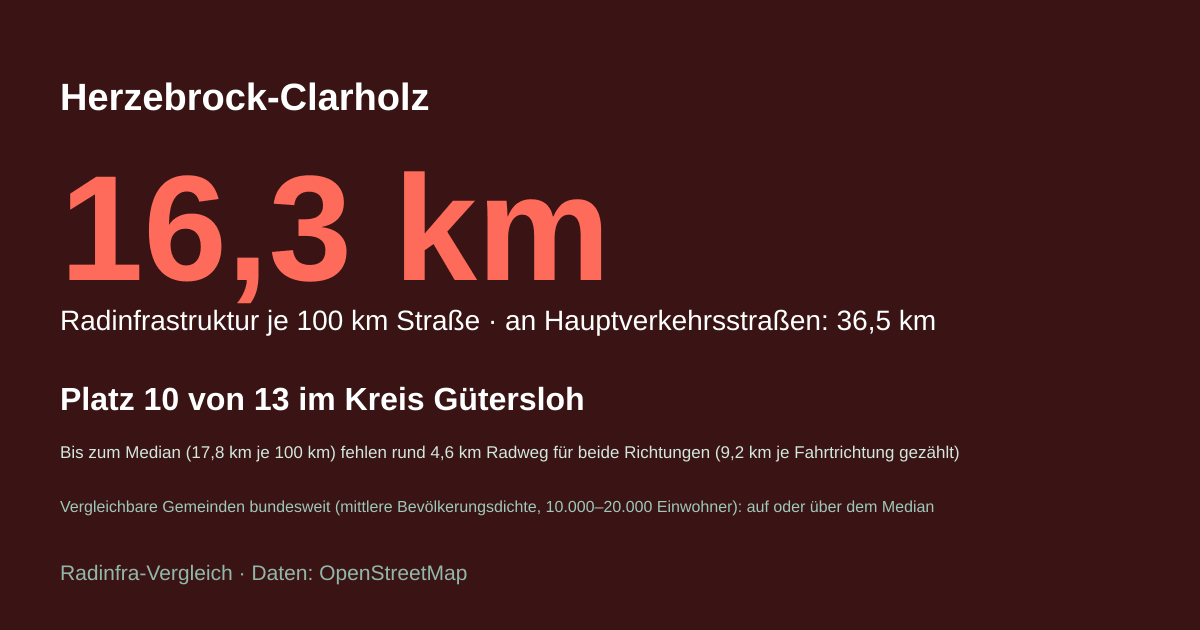 Herzebrock-Clarholz
16,3 km
Radinfrastruktur je 100 km Straße · an Hauptverkehrsstraßen: 36,5 km
Platz 10 von 13 im Kreis Gütersloh
Bis zum Median (17,8 km je 100 km) fehlen rund 4,6 km Radweg für beide Richtungen (9,2 km je Fahrtrichtung gezählt)
Vergleichbare Gemeinden bundesweit (mittlere Bevölkerungsdichte, 10.000–20.000 Einwohner): auf oder über dem Median
Radinfra-Vergleich · Daten: OpenStreetMap